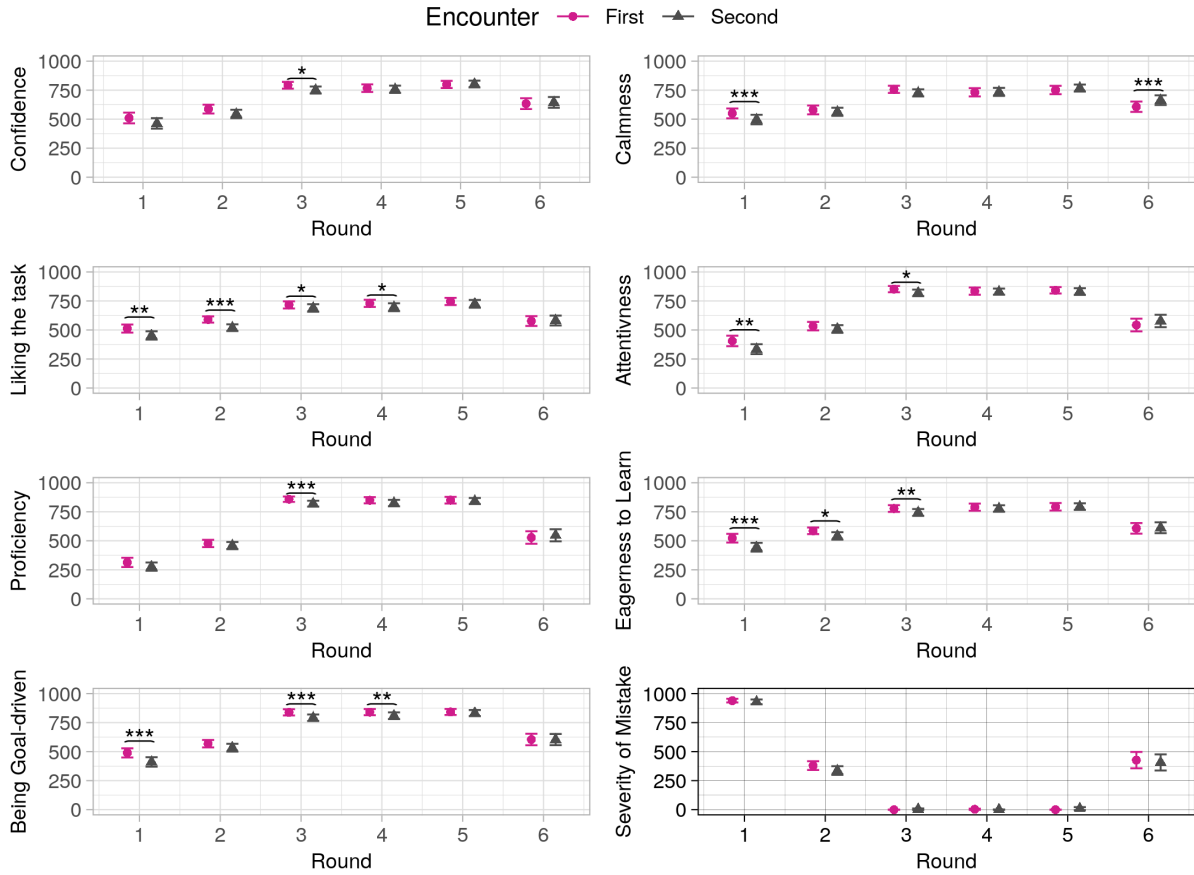 Encounter First Second
Confidence
1000
750
500
250
0
*
1 2 3 4 5 6
Round
Calmness
1000
750
500
250
0
*** ***
1 2 3 4 5 6
Round
Liking the task
1000
750
500
250
0
** *** * *
1 2 3 4 5 6
Round
Attentivness
1000
750
500
250
0
** *
1 2 3 4 5 6
Round
Proficiency
1000
750
500
250
0
***
1 2 3 4 5 6
Round
Eagerness to Learn
1000
750
500
250
0
*** * **
1 2 3 4 5 6
Round
Being Goal-driven
1000
750
500
250
0
*** *** **
1 2 3 4 5 6
Round
Severity of Mistake
1000
750
500
250
0
1 2 3 4 5 6
Round